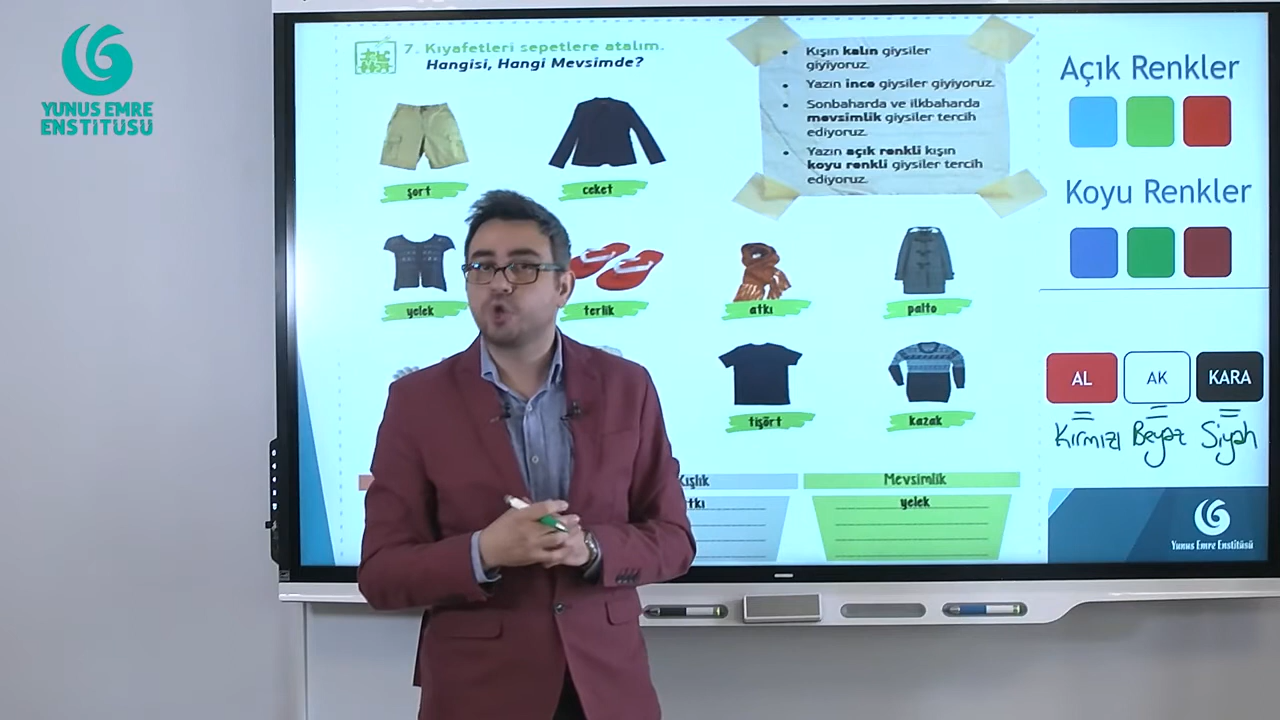 YUNUS EMRE
ENSTİTÜSÜ
7. Kıyafetleri sepetlere atalım.
Hangisi, Hangi Mevsimde?
şort
ceket
yelek
terlik
atkı
palto
tişört
kazak
Kışlık
Mevsimlik
yelek
• Kışın kalın giysiler
giyiyoruz.
• Yazın ince giysiler giyiyoruz.
• Sonbaharda ve ilkbaharda
mevsimlik giysiler tercih
ediyoruz.
• Yazın açık renkli kışın
koyu renkli giysiler tercih
ediyoruz.
Açık Renkler
Koyu Renkler
AL AK KARA
= = =
Kırmızı Beyaz Siyah
Yunus Emre Enstitüsü